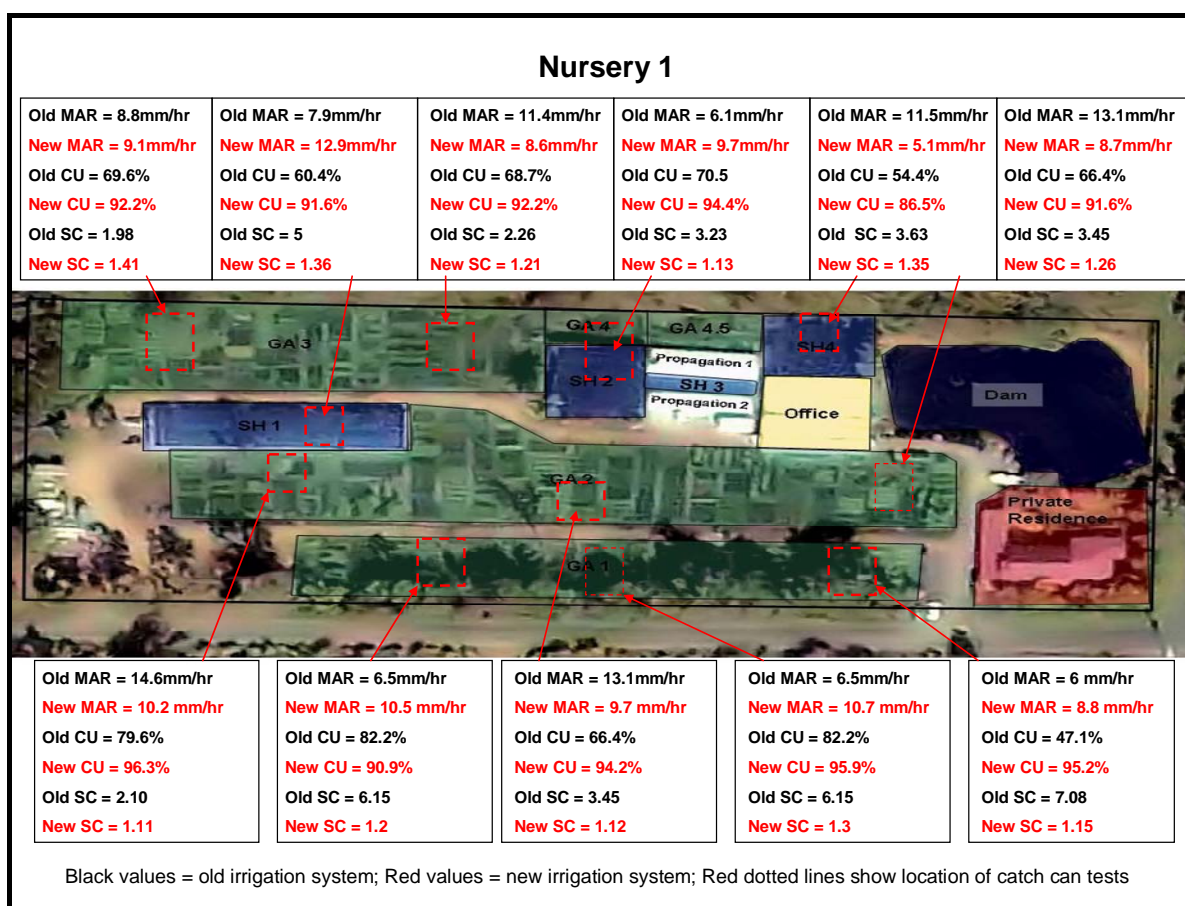 Nursery 1
Old MAR = 8.8mm/hr
New MAR = 9.1mm/hr
Old CU = 69.6%
New CU = 92.2%
Old SC = 1.98
New SC = 1.41
Old MAR = 7.9mm/hr
New MAR = 12.9mm/hr
Old CU = 60.4%
New CU = 91.6%
Old SC = 5
New SC = 1.36
Old MAR = 11.4mm/hr
New MAR = 8.6mm/hr
Old CU = 68.7%
New CU = 92.2%
Old SC = 2.26
New SC = 1.21
Old MAR = 6.1mm/hr
New MAR = 9.7mm/hr
Old CU = 70.5
New CU = 94.4%
Old SC = 3.23
New SC = 1.13
Old MAR = 11.5mm/hr
New MAR = 5.1mm/hr
Old CU = 54.4%
New CU = 86.5%
Old SC = 3.63
New SC = 1.35
Old MAR = 13.1mm/hr
New MAR = 8.7mm/hr
Old CU = 66.4%
New CU = 91.6%
Old SC = 3.45
New SC = 1.26
GA 3
GA 4
GA 4.5
SH4
Propagation 1
SH 2
SH 3
Propagation 2
Office
Dam
SH 1
GA 2
Private
Residence
GA 1
Old MAR = 14.6mm/hr
New MAR = 10.2 mm/hr
Old CU = 79.6%
New CU = 96.3%
Old SC = 2.10
New SC = 1.11
Old MAR = 6.5mm/hr
New MAR = 10.5 mm/hr
Old CU = 82.2%
New CU = 90.9%
Old SC = 6.15
New SC = 1.2
Old MAR = 13.1mm/hr
New MAR = 9.7 mm/hr
Old CU = 66.4%
New CU = 94.2%
Old SC = 3.45
New SC = 1.12
Old MAR = 6.5mm/hr
New MAR = 10.7 mm/hr
Old CU = 82.2%
New CU = 95.9%
Old SC = 6.15
New SC = 1.3
Old MAR = 6 mm/hr
New MAR = 8.8 mm/hr
Old CU = 47.1%
New CU = 95.2%
Old SC = 7.08
New SC = 1.15
Black values = old irrigation system; Red values = new irrigation system; Red dotted lines show location of catch can tests